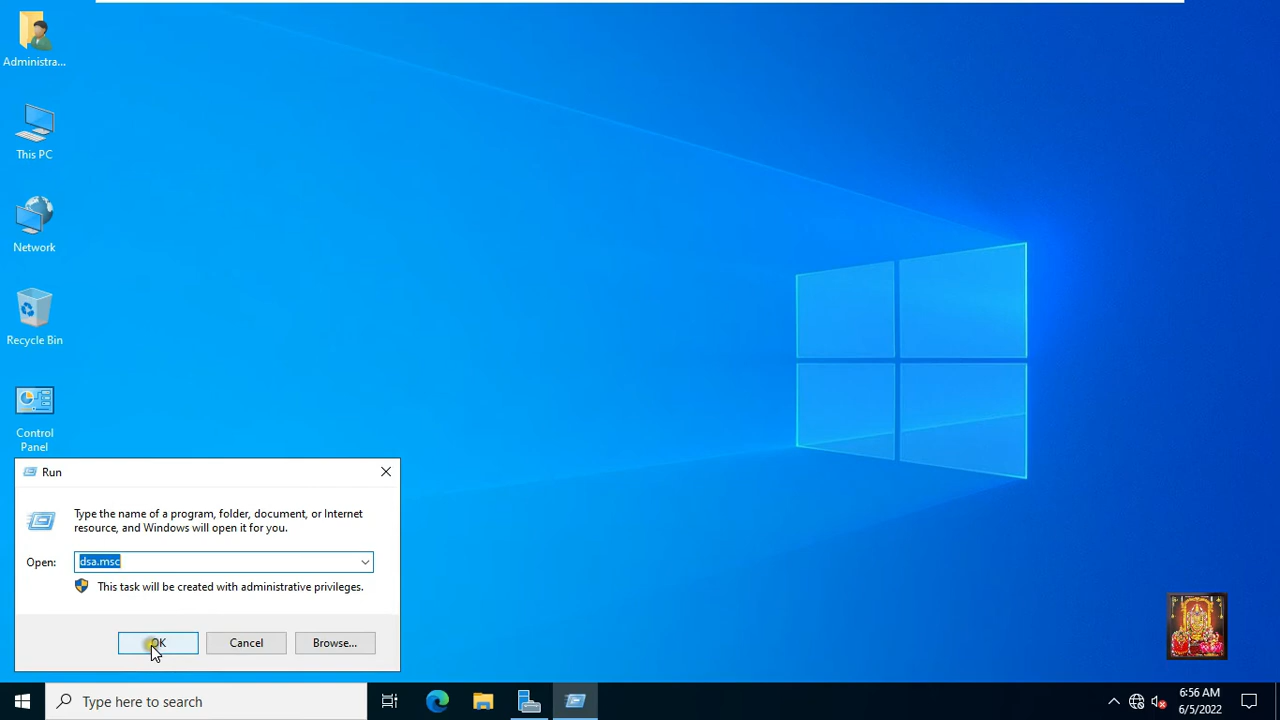 Administra...
This PC
Network
Recycle Bin
Control
Panel
Run
Type the name of a program, folder, document, or Internet
resource, and Windows will open it for you.
Open:
dsa.msc
This task will be created with administrative privileges.
OK
Cancel
Browse...
Type here to search
6:56 AM
6/5/2022